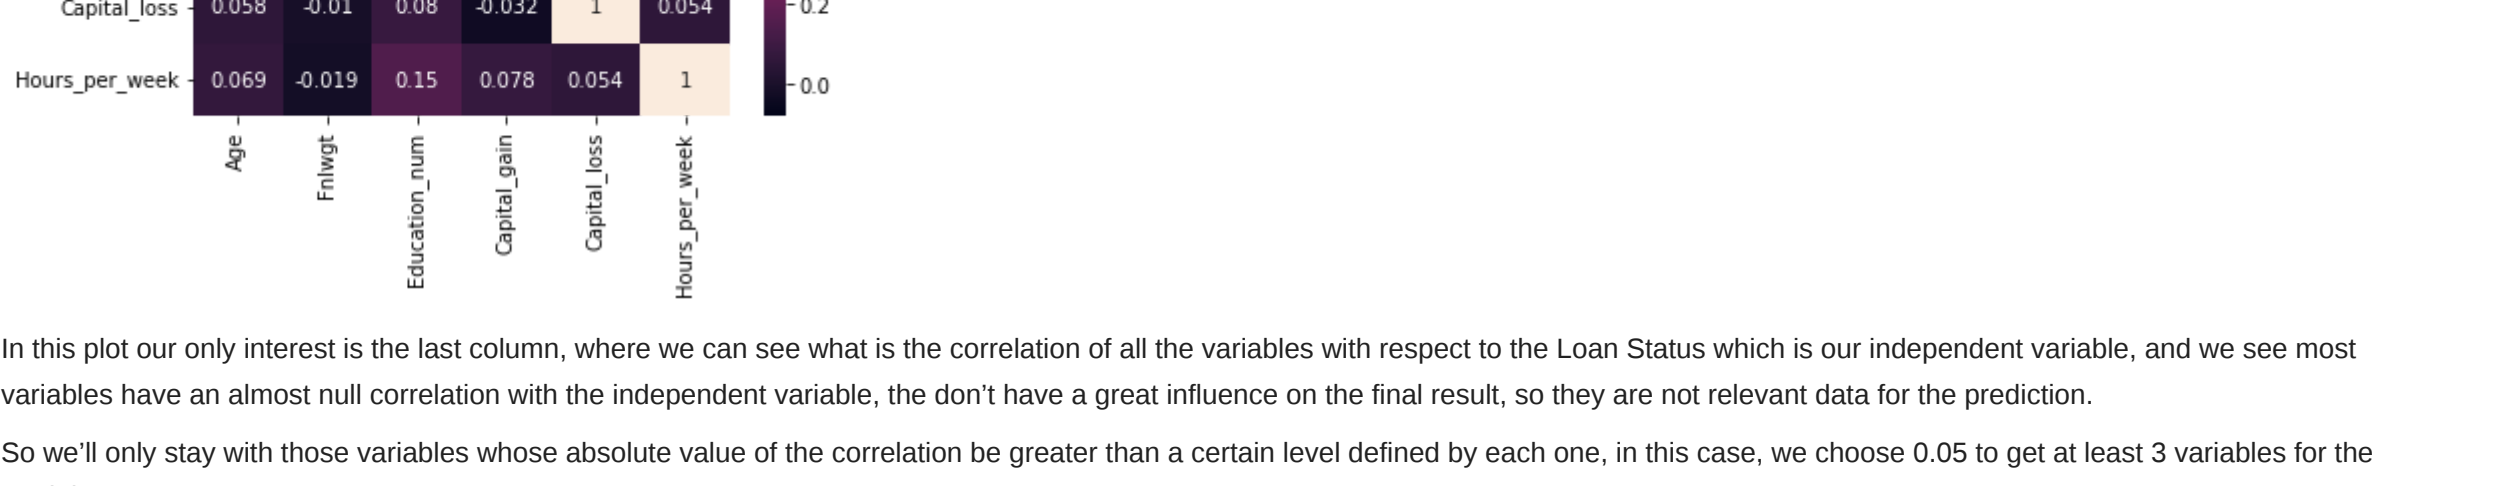 Capital_loss 0.058 -0.01 0.08 -0.032 1 0.054 0.2
Hours_per_week 0.069 -0.019 0.15 0.078 0.054 1 0.0
Age Fnlwgt Education_num Capital_gain Capital_loss Hours_per_week
In this plot our only interest is the last column, where we can see what is the correlation of all the variables with respect to the Loan Status which is our independent variable, and we see most
variables have an almost null correlation with the independent variable, the don’t have a great influence on the final result, so they are not relevant data for the prediction.
So we’ll only stay with those variables whose absolute value of the correlation be greater than a certain level defined by each one, in this case, we choose 0.05 to get at least 3 variables for the